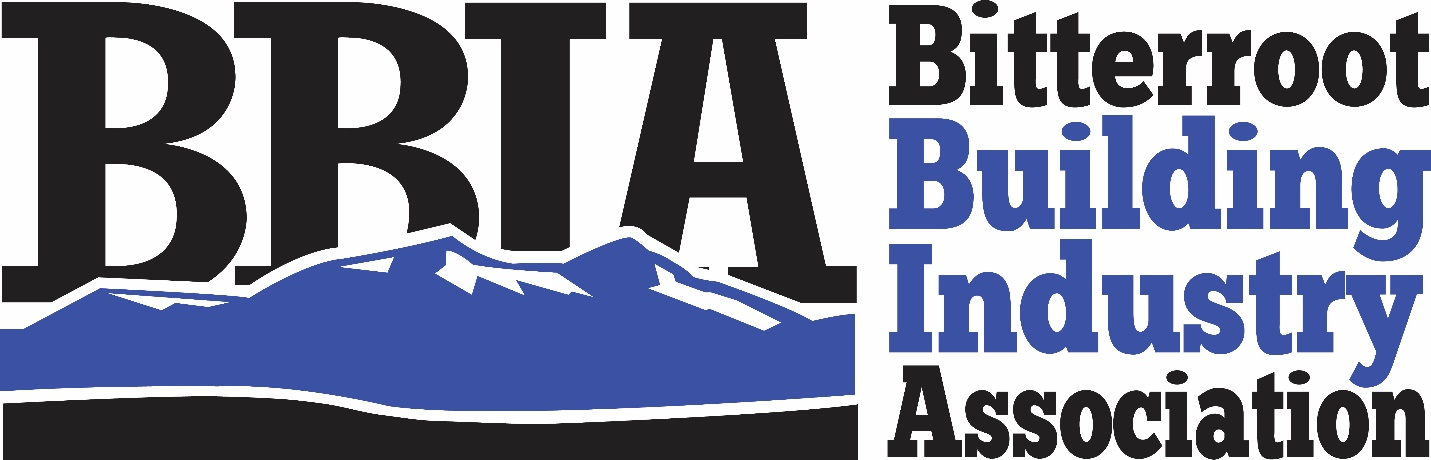 BBIA
Bitterroot
Building
Industry
Association